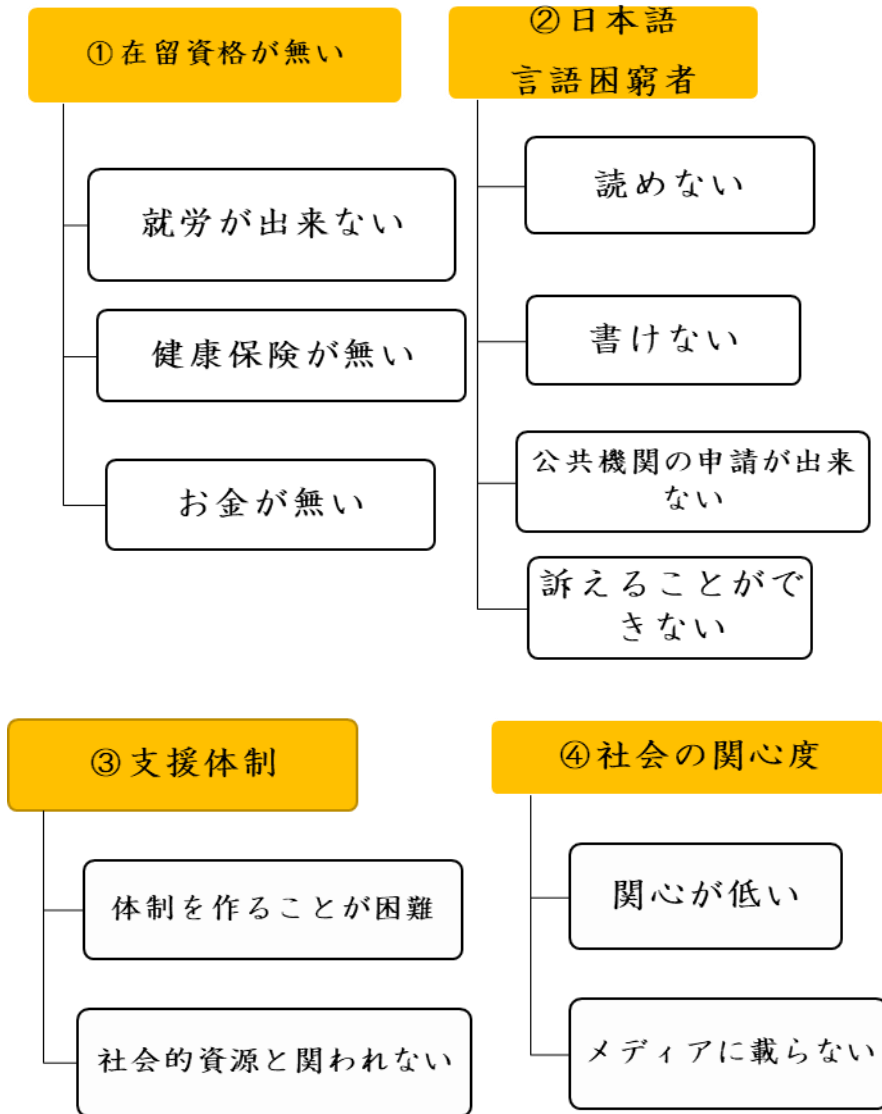 ①在留資格が無い
就労が出来ない
健康保険が無い
お金が無い
②日本語
言語困窮者
読めない
書けない
公共機関の申請が出来
ない
訴えることがで
きない
③支援体制
体制を作ることが困難
社会的資源と関われない
④社会の関心度
関心が低い
メディアに載らない